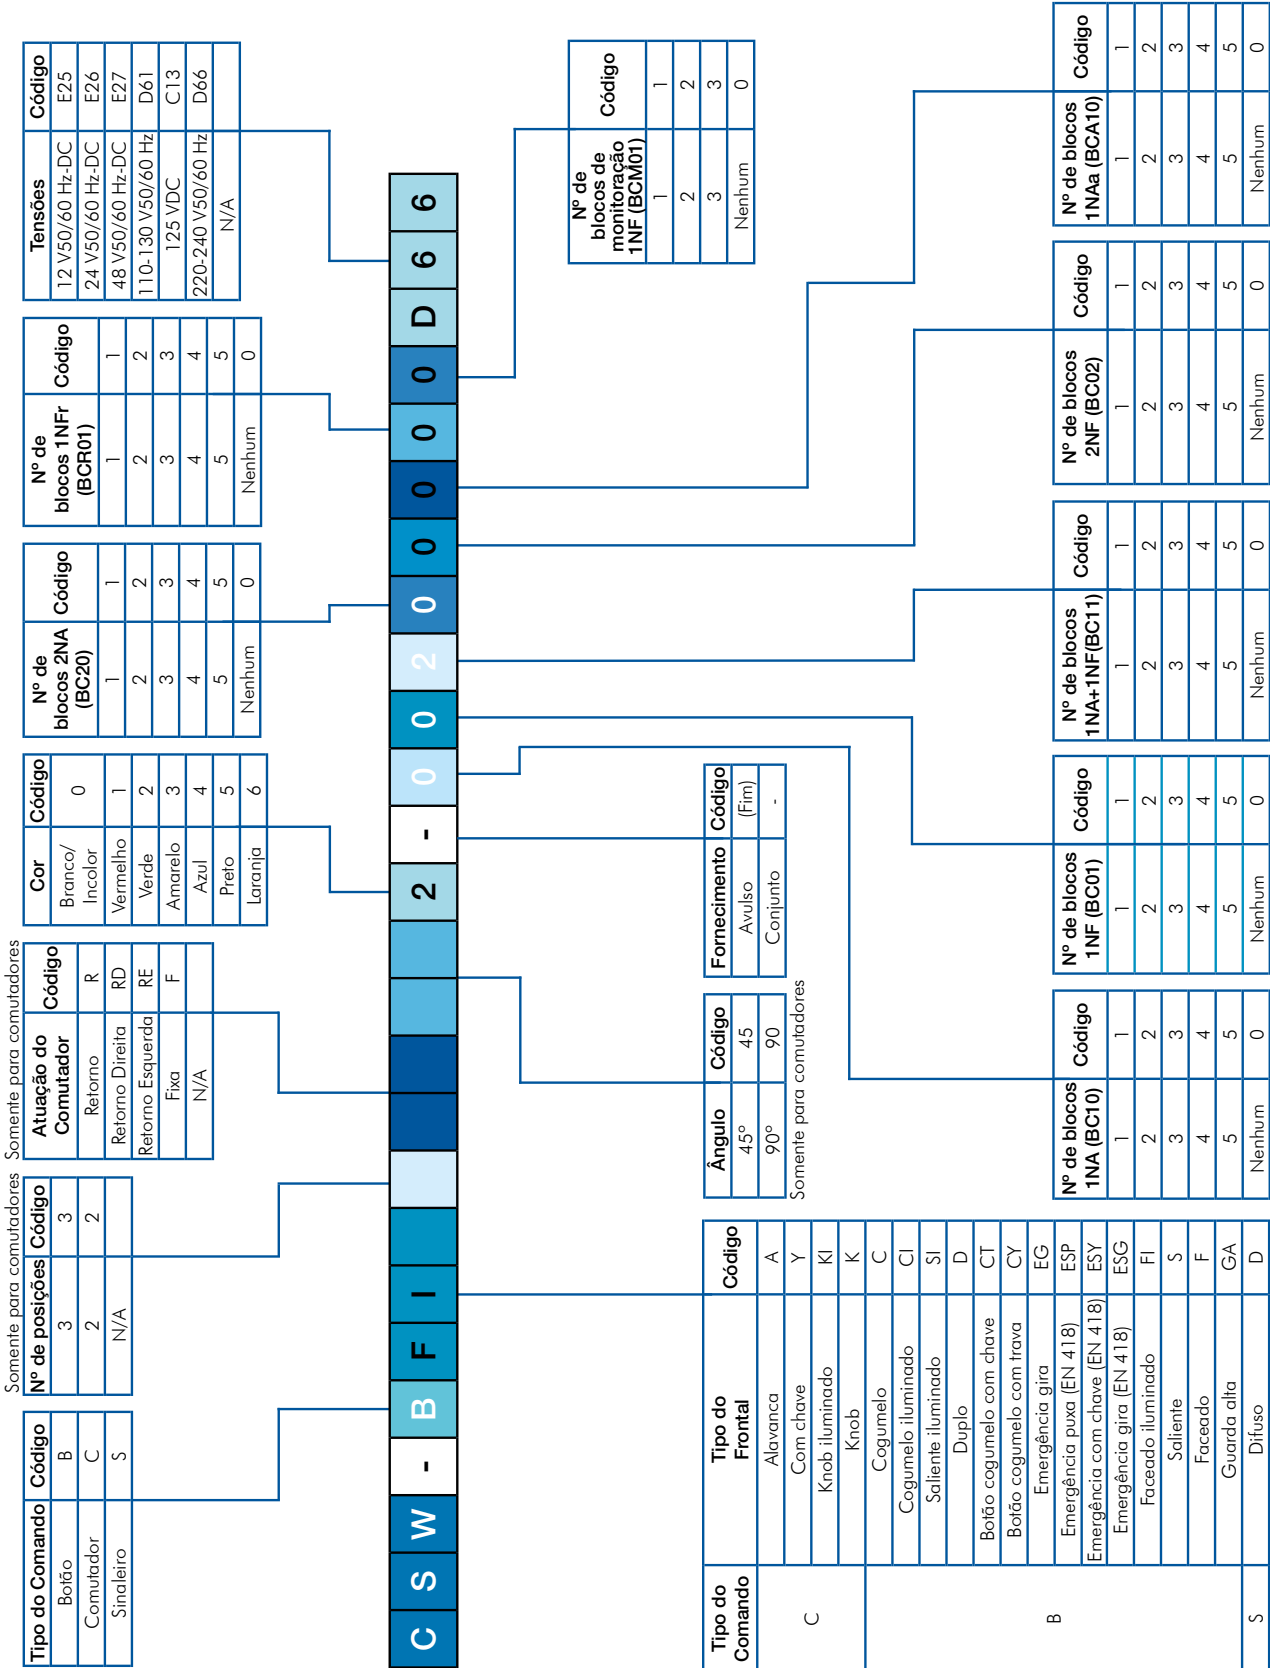 Tipo do Comando Código
Botão B
Comutador C
Sinaleiro S
Somente para comutadores
Nº de posições Código
3 3
2 2
N/A
Somente para comutadores
Atuação do Comutador Código
Retorno R
Retorno Direita RD
Retorno Esquerda RE
Fixa F
N/A
Cor Código
Branco/ Incolor 0
Vermelho 1
Verde 2
Amarelo 3
Azul 4
Preto 5
Laranja 6
Nº de blocos 2NA (BC20) Código
1 1
2 2
3 3
4 4
5 5
Nenhum 0
Nº de blocos 1NFr (BCR01) Código
1 1
2 2
3 3
4 4
5 5
Nenhum 0
Tensões Código
12 V50/60 Hz-DC E25
24 V50/60 Hz-DC E26
48 V50/60 Hz-DC E27
110-130 V50/60 Hz D61
125 VDC C13
220-240 V50/60 Hz D66
N/A
C S W - B F I 2 - 0 0 2 0 0 0 0 0 D 6 6
Tipo do Comando Tipo do Frontal Código
C Alavanca A
Com chave Y
Knob iluminado KI
Knob K
B Cogumelo C
Cogumelo iluminado CI
Saliente iluminado SI
Duplo D
Botão cogumelo com chave CT
Botão cogumelo com trava CY
Emergência gira EG
Emergência puxa (EN 418) ESP
Emergência com chave (EN 418) ESY
Emergência gira (EN 418) ESG
Faceado iluminado FI
Saliente S
Faceado F
Guarda alta GA
S Difuso D
Ângulo Código
45º 45
90º 90
Somente para comutadores
Fornecimento Código
Avulso (Fim)
Conjunto -
Nº de blocos de monitoração 1NF (BCM01) Código
1 1
2 2
3 3
Nenhum 0
Nº de blocos 1NA (BC10) Código
1 1
2 2
3 3
4 4
5 5
Nenhum 0
Nº de blocos 1NF (BC01) Código
1 1
2 2
3 3
4 4
5 5
Nenhum 0
Nº de blocos 1NA+1NF(BC11) Código
1 1
2 2
3 3
4 4
5 5
Nenhum 0
Nº de blocos 2NF (BC02) Código
1 1
2 2
3 3
4 4
5 5
Nenhum 0
Nº de blocos 1NAa (BCA10) Código
1 1
2 2
3 3
4 4
5 5
Nenhum 0